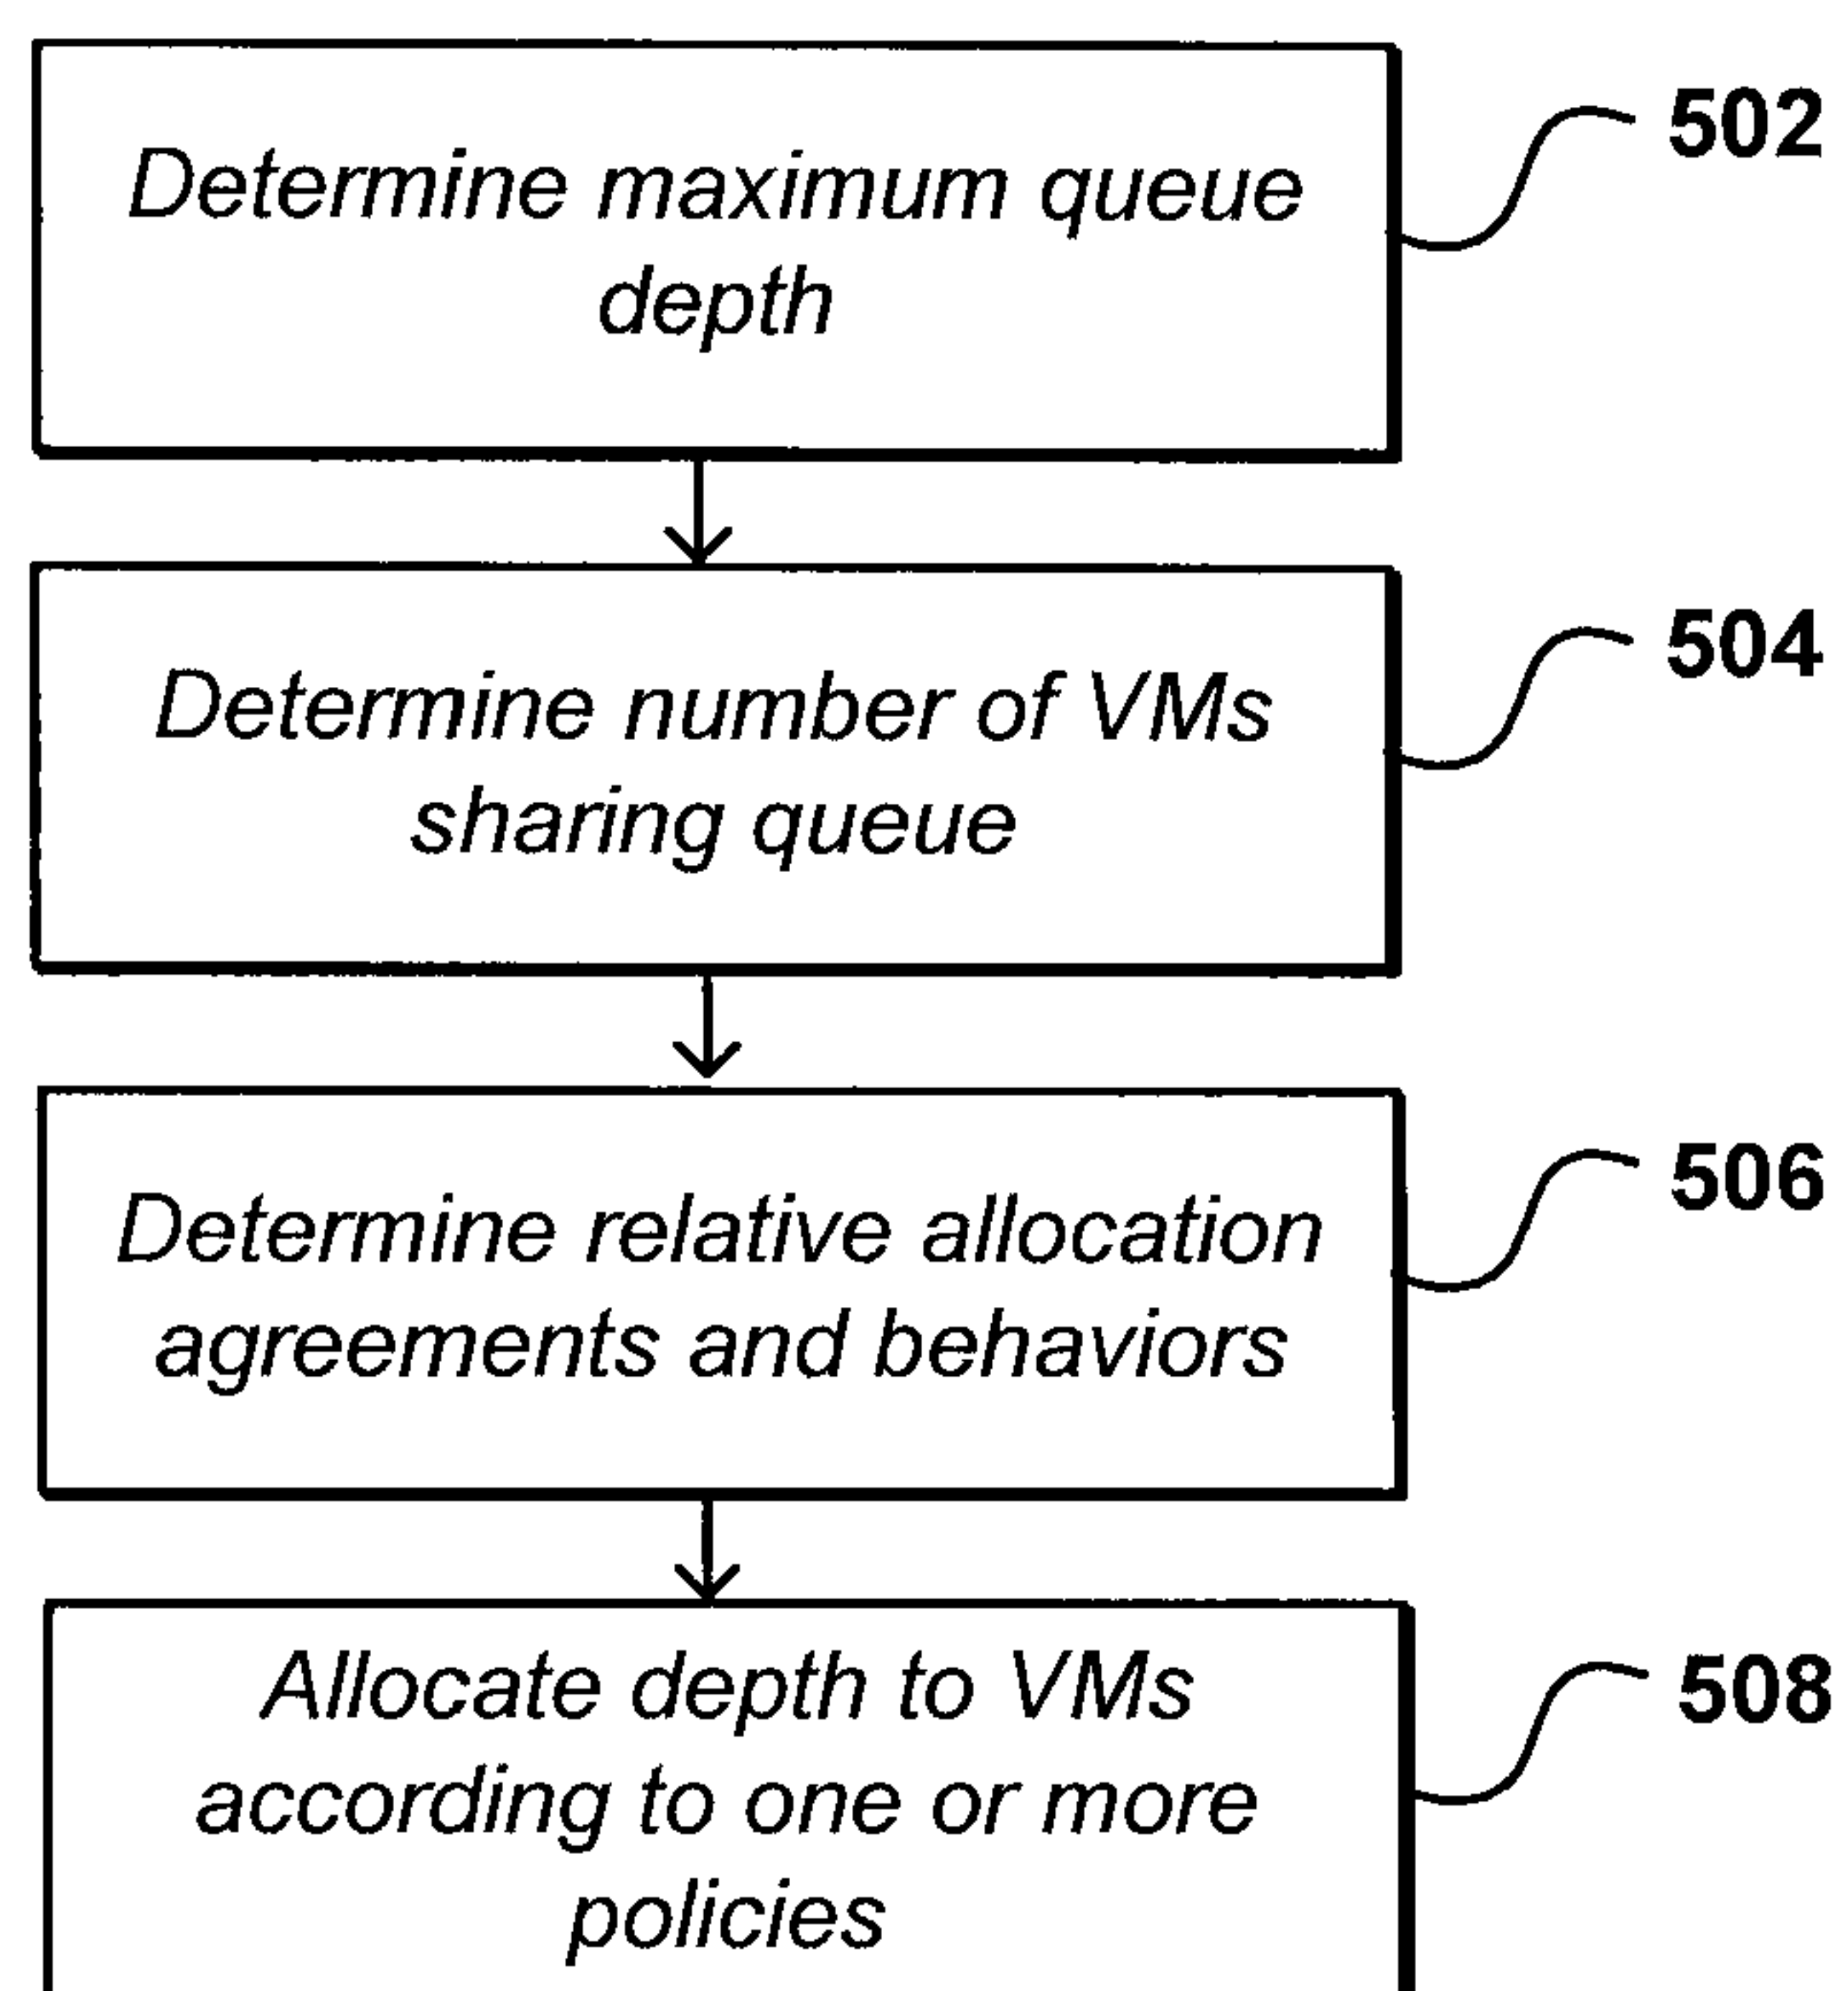 Determine maximum queue
depth
502
Determine number of VMs
sharing queue
504
Determine relative allocation
agreements and behaviors
506
Allocate depth to VMs
according to one or more
policies
508